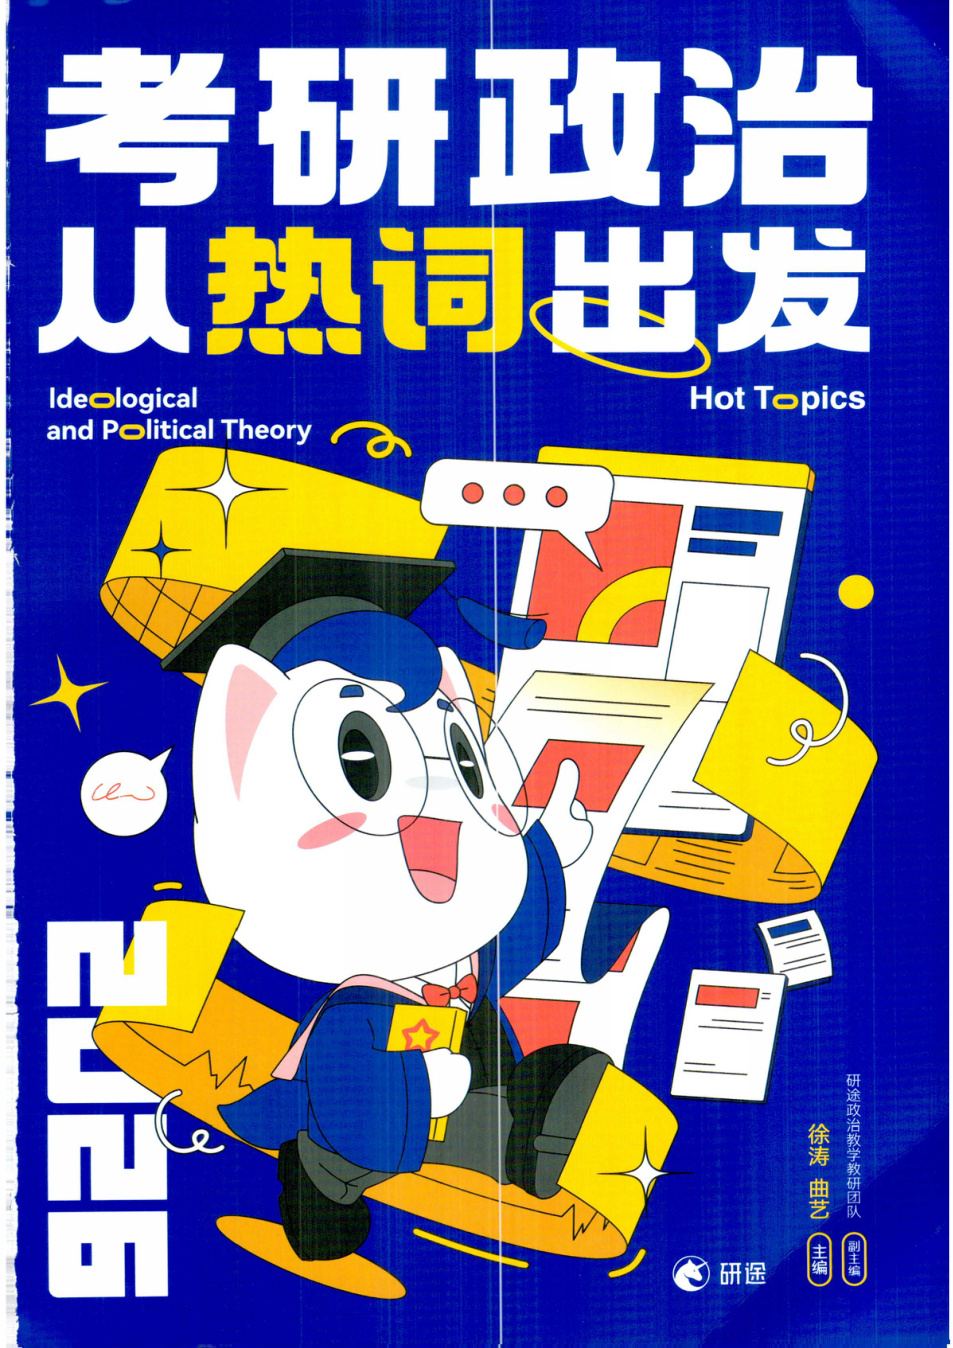 考研政治
从热词出发
Ideological
and Political Theory
Hot Topics
2026
研途政治教学教研团队
副主编
徐涛 曲艺
主编
研途